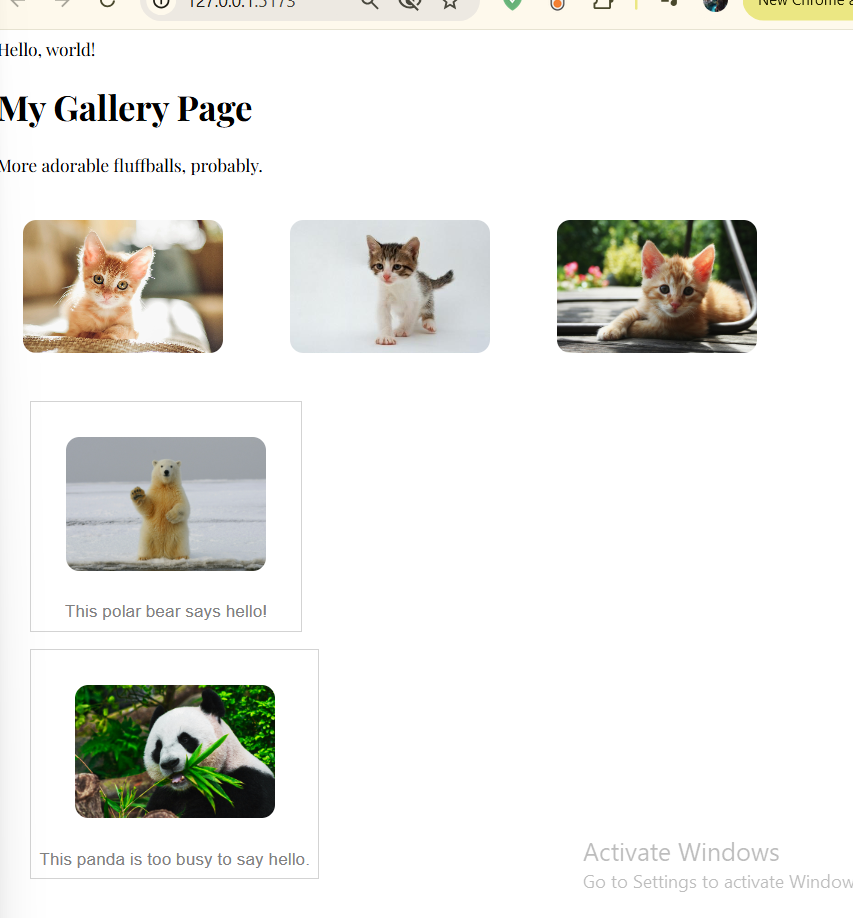 127.0.0.1:5173
New Chrome a
Hello, world!
My Gallery Page
More adorable fluffballs, probably.
This polar bear says hello!
This panda is too busy to say hello.
Activate Windows
Go to Settings to activate Window